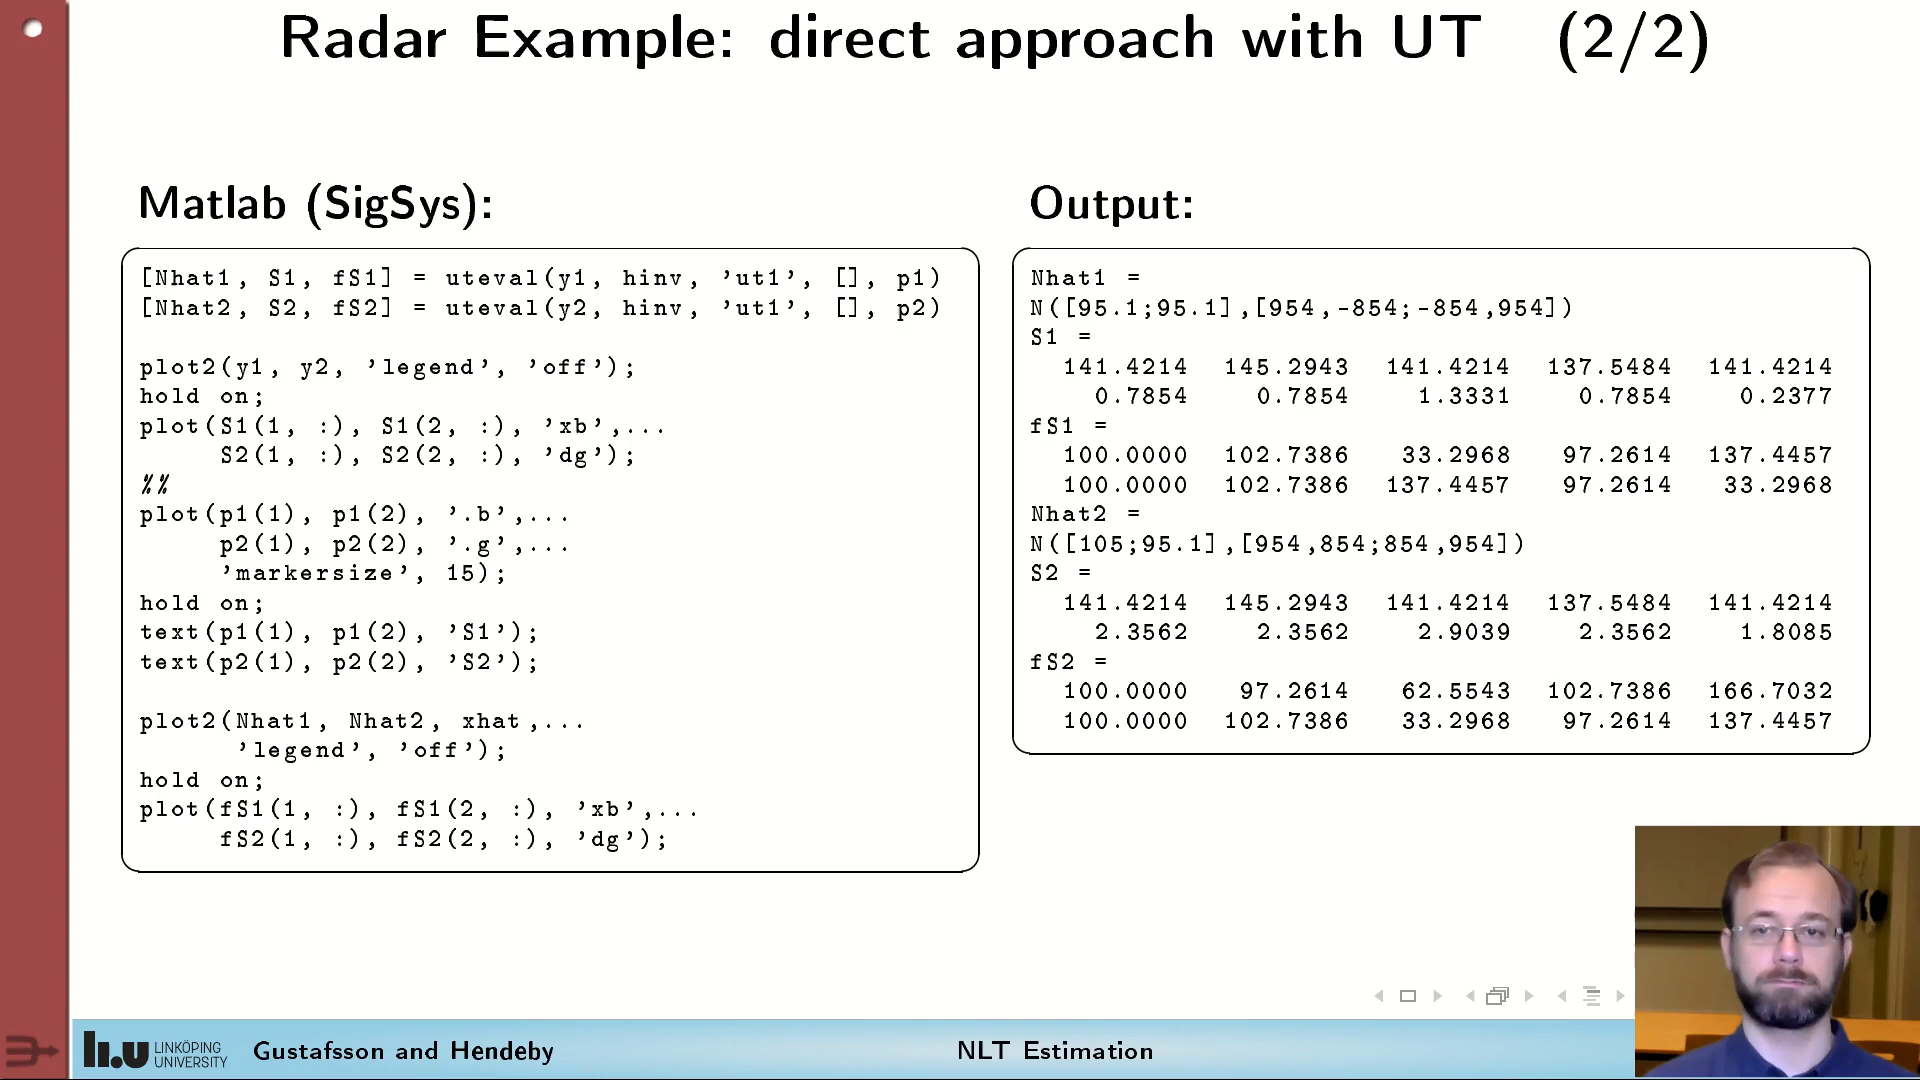 Radar Example: direct approach with UT (2/2)
Matlab (SigSys):
[Nhat1, S1, fS1] = uteval(y1, hinv, 'ut1', [], p1)
[Nhat2, S2, fS2] = uteval(y2, hinv, 'ut1', [], p2)
plot2(y1, y2, 'legend', 'off');
hold on;
plot(S1(1, :), S1(2, :), 'xb',...
S2(1, :), S2(2, :), 'dg');
%%
plot(p1(1), p1(2), '.b',...
p2(1), p2(2), '.g',...
'markersize', 15);
hold on;
text(p1(1), p1(2), 'S1');
text(p2(1), p2(2), 'S2');
plot2(Nhat1, Nhat2, xhat,...
'legend', 'off');
hold on;
plot(fS1(1, :), fS1(2, :), 'xb',...
fS2(1, :), fS2(2, :), 'dg');
Output:
Nhat1 =
N([95.1;95.1],[954,-854;-854,954])
S1 =
141.4214 145.2943 141.4214 137.5484 141.4214
0.7854 0.7854 1.3331 0.7854 0.2377
fS1 =
100.0000 102.7386 33.2968 97.2614 137.4457
100.0000 102.7386 137.4457 97.2614 33.2968
Nhat2 =
N([105;95.1],[954,854;854,954])
S2 =
141.4214 145.2943 141.4214 137.5484 141.4214
2.3562 2.3562 2.9039 2.3562 1.8085
fS2 =
100.0000 97.2614 62.5543 102.7386 166.7032
100.0000 102.7386 33.2968 97.2614 137.4457
li.u LINKÖPING
UNIVERSITY
Gustafsson and Hendeby
NLT Estimation